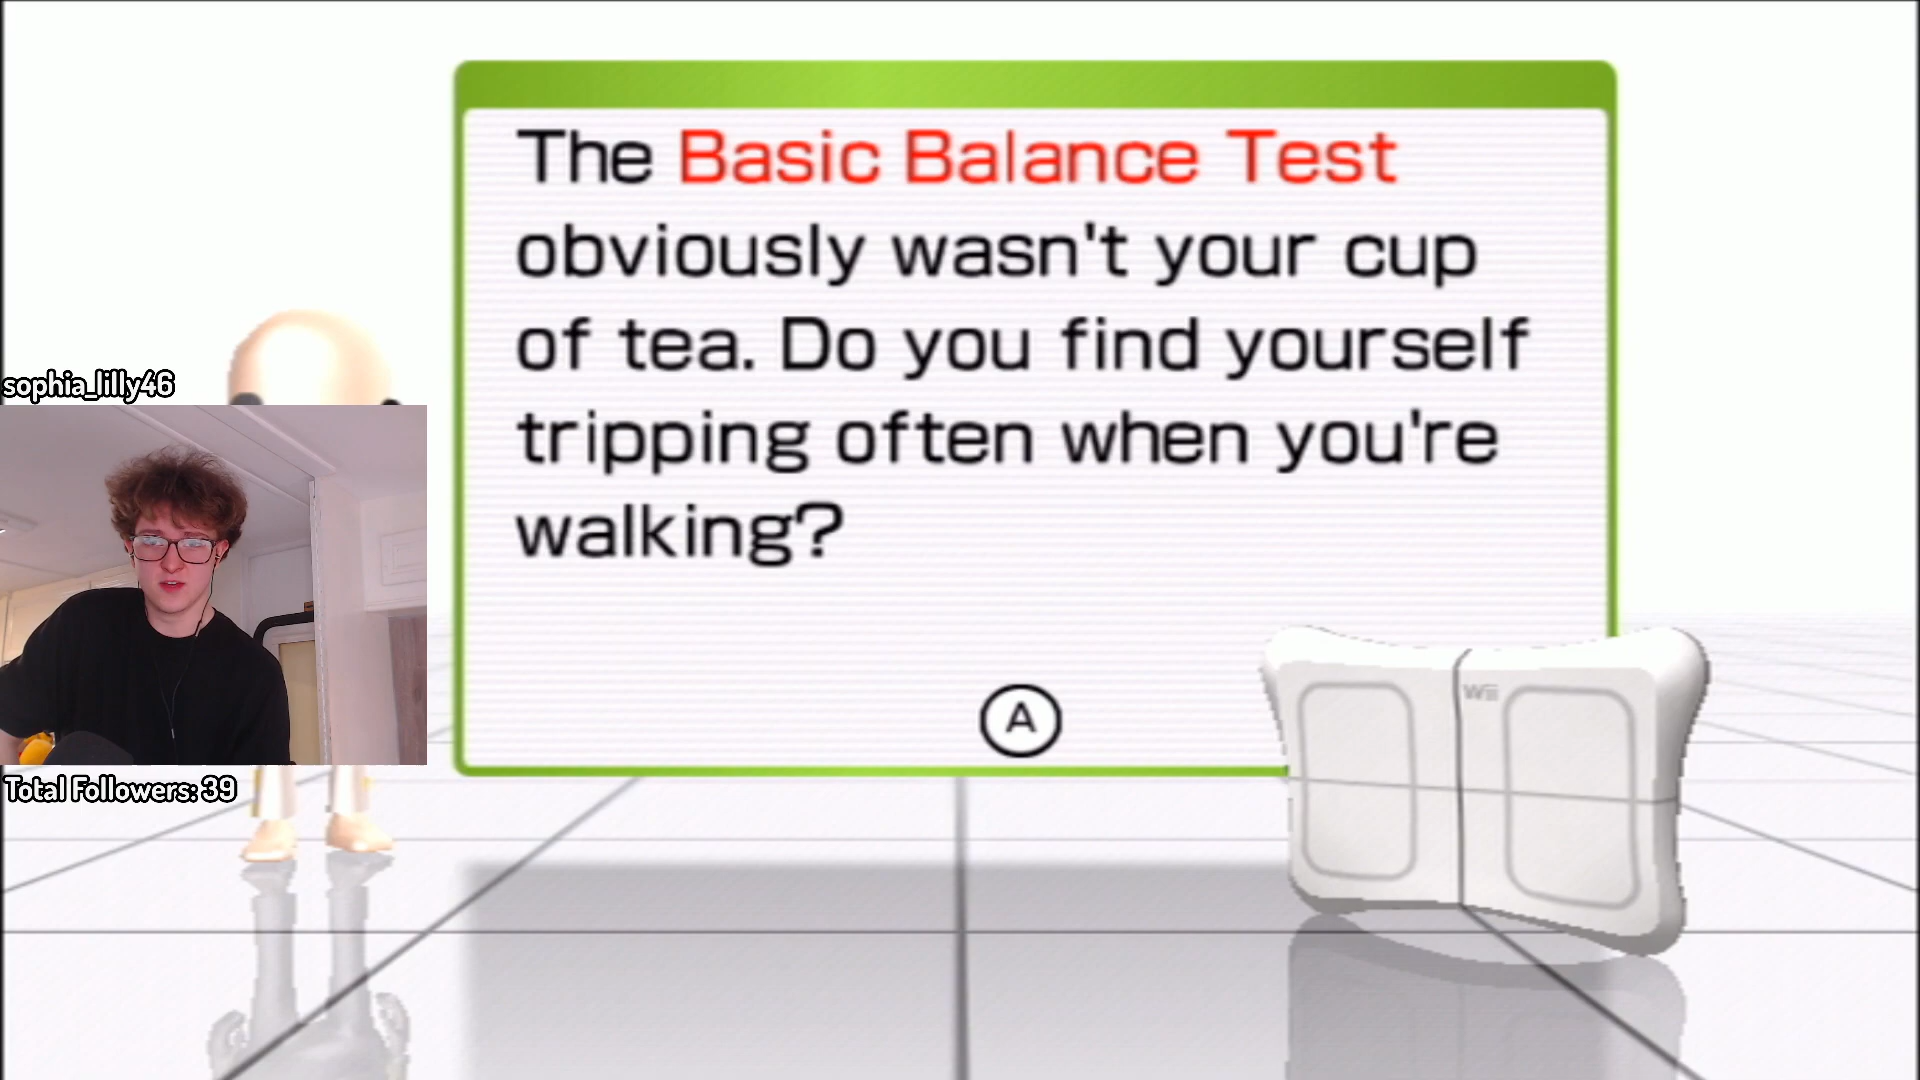 The Basic Balance Test
obviously wasn't your cup
of tea. Do you find yourself
tripping often when you're
walking?
A
Wii
sophia_lilly46
Total Followers: 39